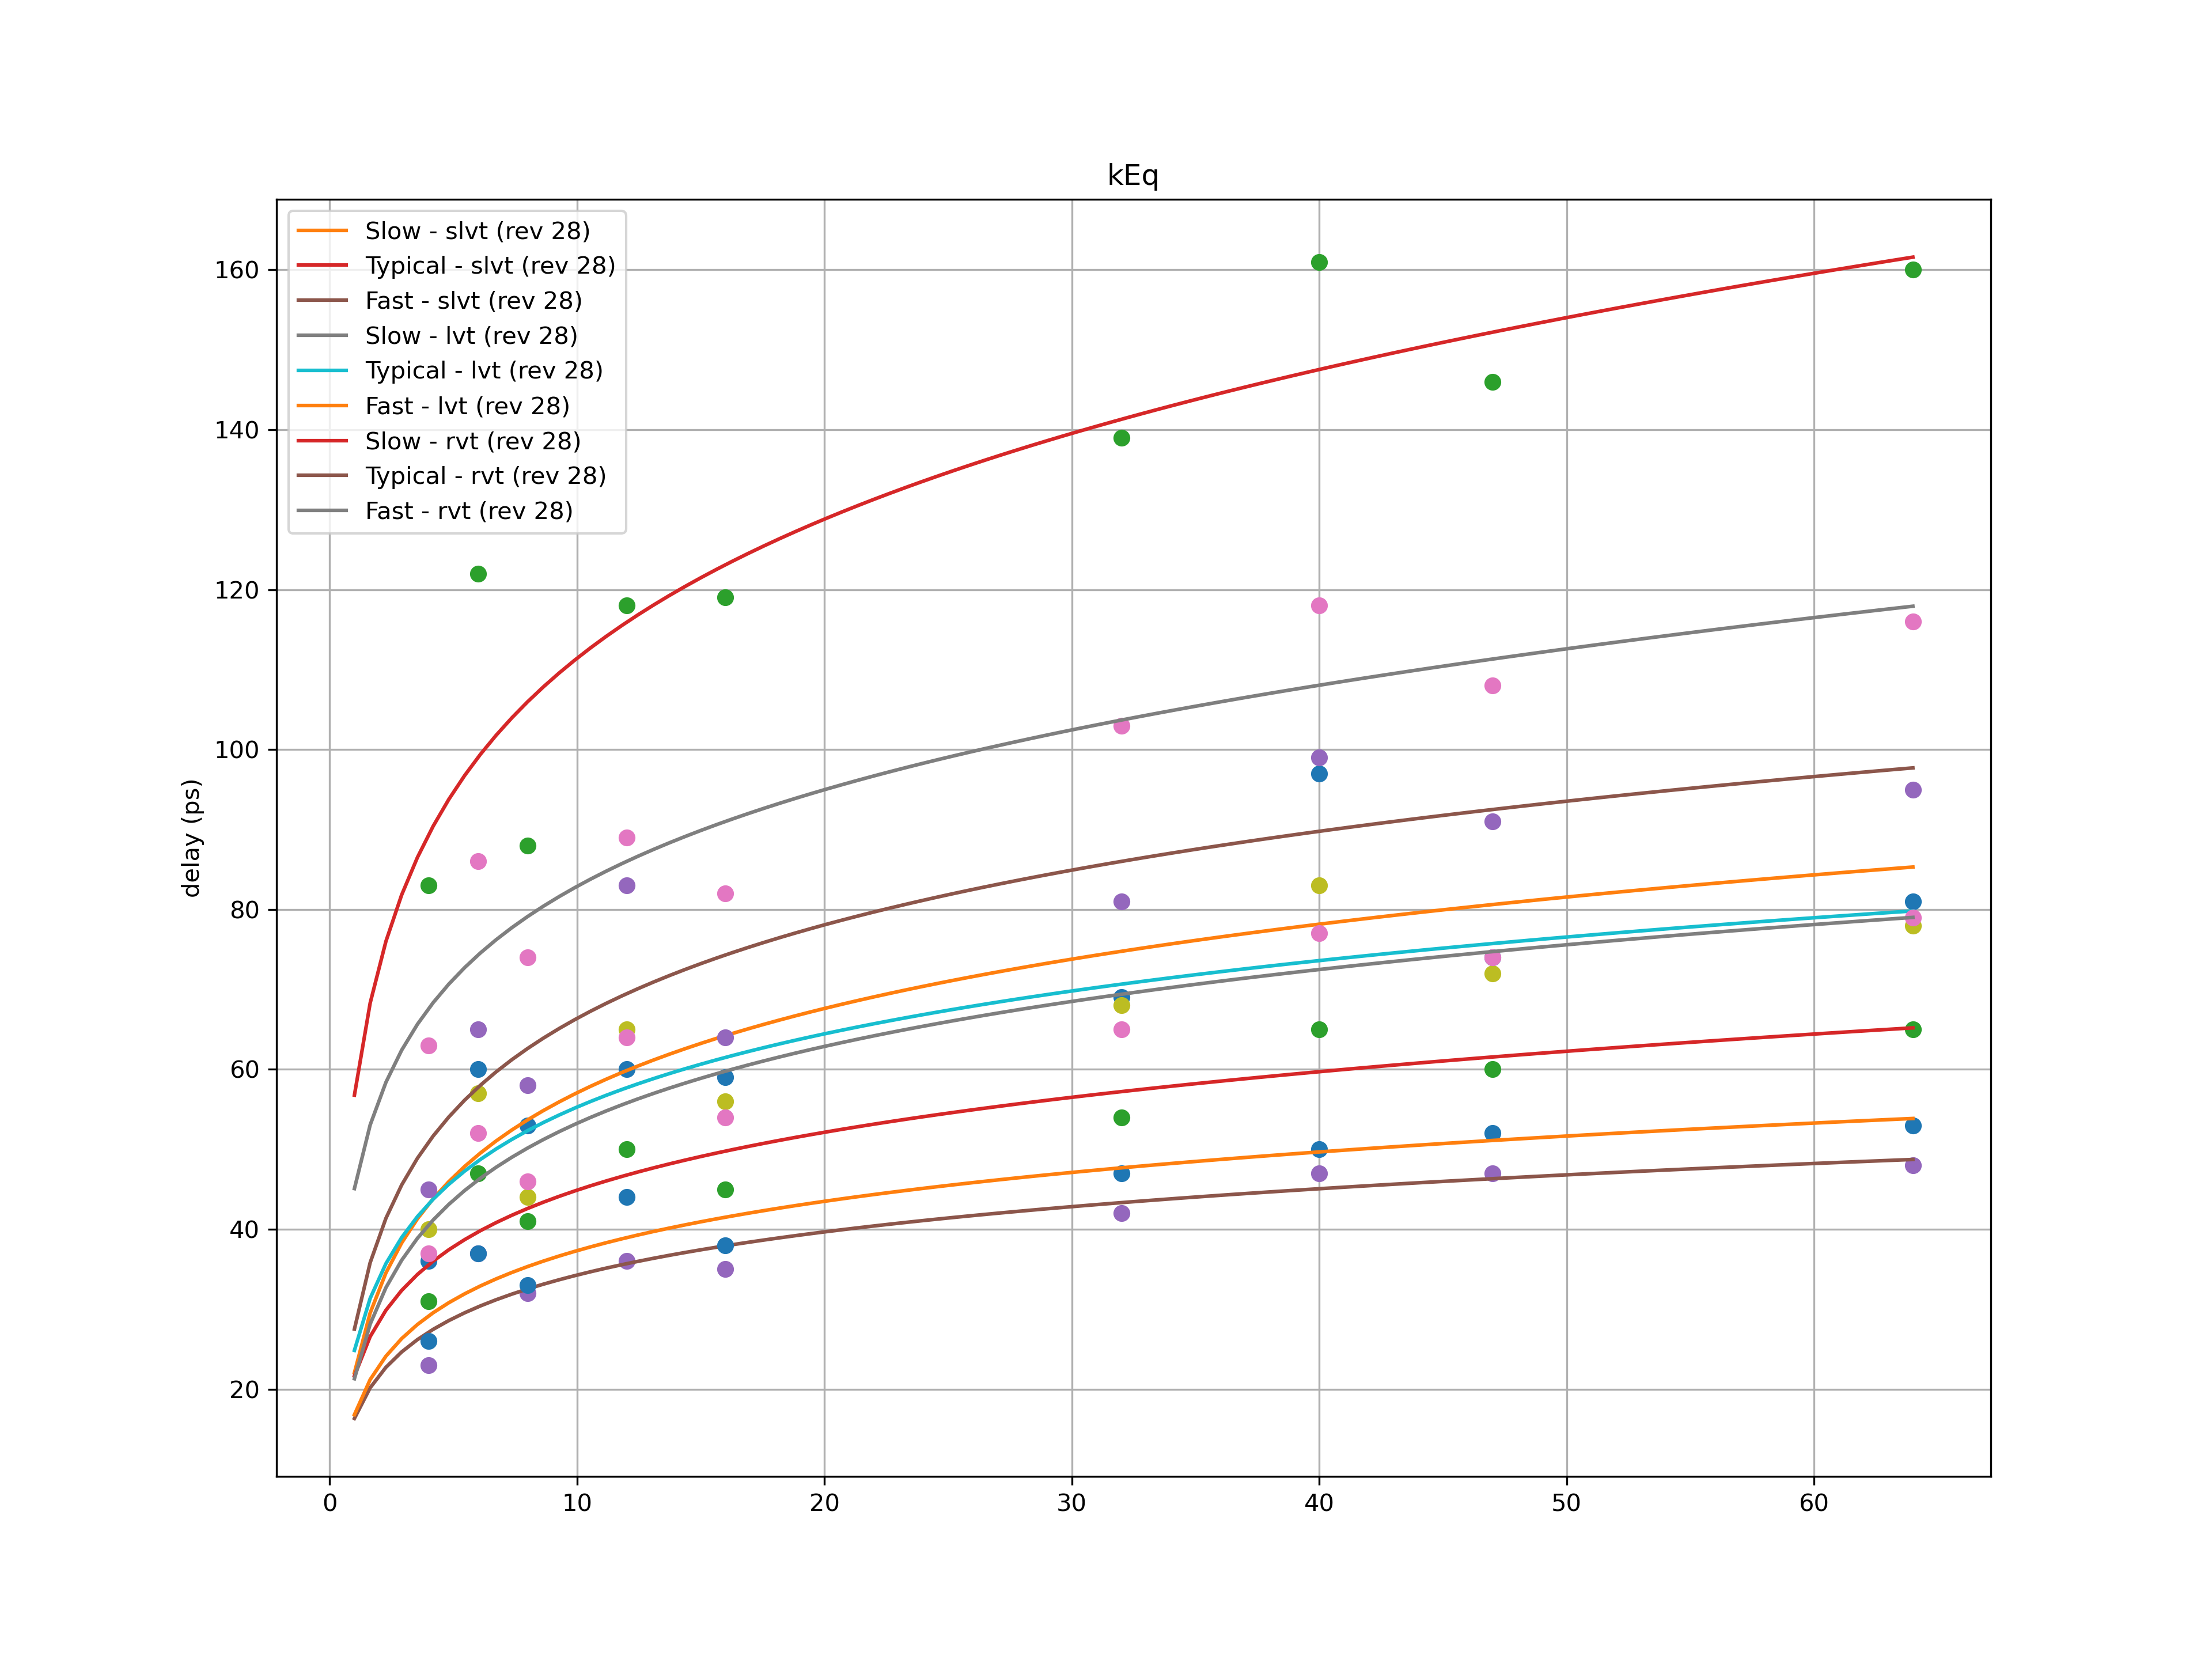 kEq
Slow - slvt (rev 28)
Typical - slvt (rev 28)
Fast - slvt (rev 28)
Slow - lvt (rev 28)
Typical - lvt (rev 28)
Fast - lvt (rev 28)
Slow - rvt (rev 28)
Typical - rvt (rev 28)
Fast - rvt (rev 28)
delay (ps)
160
140
120
100
80
60
40
20
0 10 20 30 40 50 60